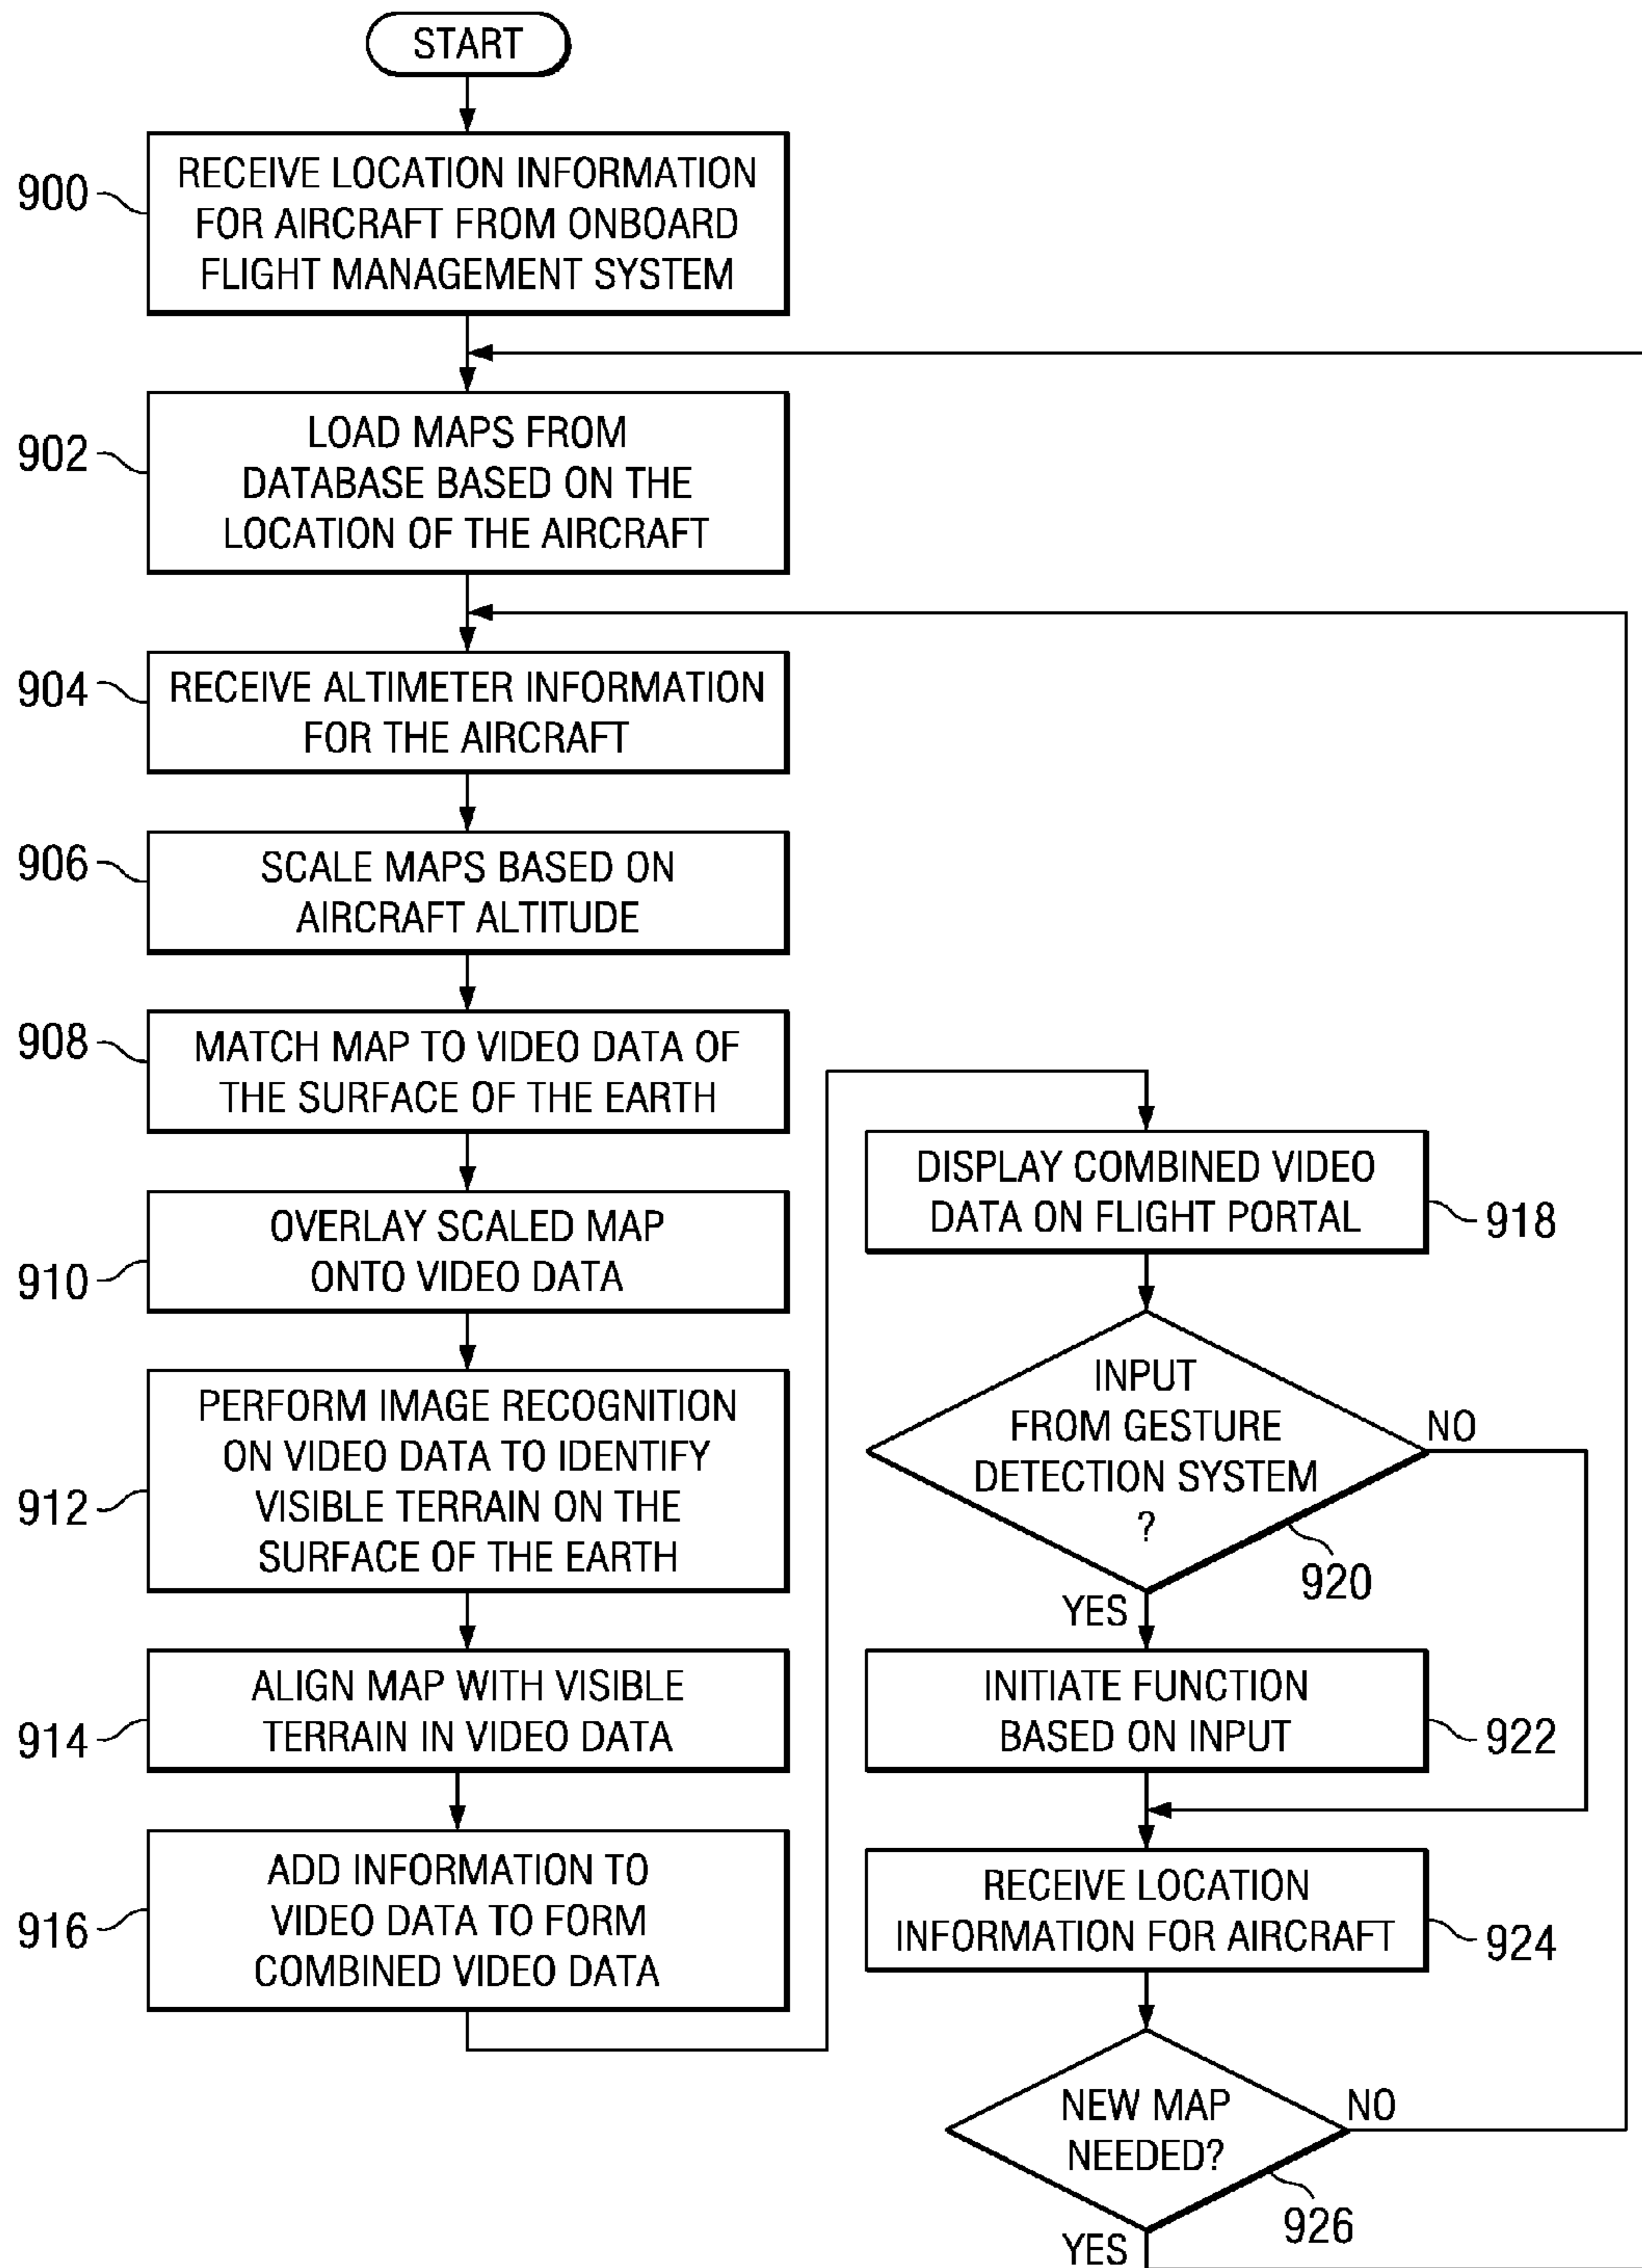 START
900
RECEIVE LOCATION INFORMATION
FOR AIRCRAFT FROM ONBOARD
FLIGHT MANAGEMENT SYSTEM
902
LOAD MAPS FROM
DATABASE BASED ON THE
LOCATION OF THE AIRCRAFT
904
RECEIVE ALTIMETER INFORMATION
FOR THE AIRCRAFT
906
SCALE MAPS BASED ON
AIRCRAFT ALTITUDE
908
MATCH MAP TO VIDEO DATA OF
THE SURFACE OF THE EARTH
910
OVERLAY SCALED MAP
ONTO VIDEO DATA
912
PERFORM IMAGE RECOGNITION
ON VIDEO DATA TO IDENTIFY
VISIBLE TERRAIN ON THE
SURFACE OF THE EARTH
914
ALIGN MAP WITH VISIBLE
TERRAIN IN VIDEO DATA
916
ADD INFORMATION TO
VIDEO DATA TO FORM
COMBINED VIDEO DATA
DISPLAY COMBINED VIDEO
DATA ON FLIGHT PORTAL
918
INPUT
FROM GESTURE
DETECTION SYSTEM
?
NO
920
YES
INITIATE FUNCTION
BASED ON INPUT
922
RECEIVE LOCATION
INFORMATION FOR AIRCRAFT
924
NEW MAP
NEEDED?
NO
926
YES